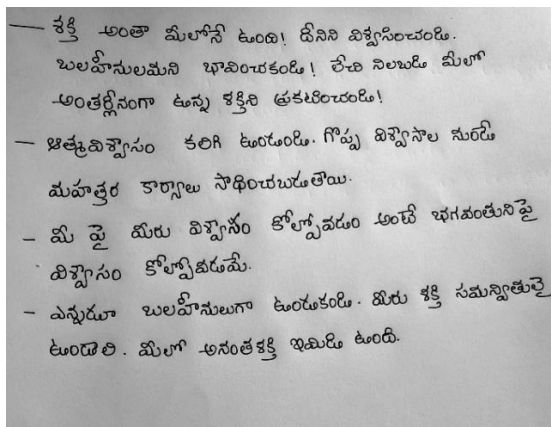 — శక్తి అంతా మీలోనే ఉంది! దీనిని విశ్వసించండి.
బలహీనులమని భావించకండి! లేచి నిలబడి మీలో
అంతర్లీనంగా ఉన్న శక్తిని ప్రకటించండి!
— ఆత్మవిశ్వాసం కలిగి ఉండండి. గొప్ప విశ్వాసాల నుండే
మహత్తర కార్యాలు సాధించబడుతాయి.
– మీ పై మీరు విశ్వాసం కోల్పోవడం అంటే భగవంతునిపై
విశ్వాసం కోల్పోవడమే.
– ఎన్నడూ బలహీనులుగా ఉండకండి. మీరు శక్తి సమన్వితులై
ఉండాలి. మీలో అనంతశక్తి ఇమిడి ఉంది.